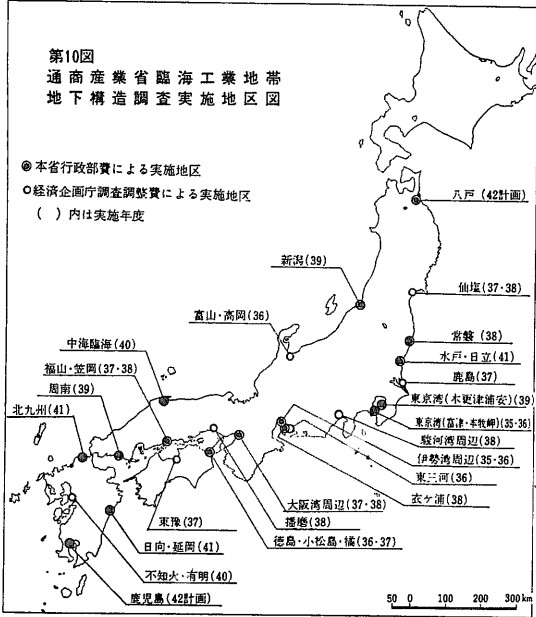 第10図
通商産業省臨海工業地帯
地下構造調査実施地区図
◉本省行政部費による実施地区
○経済企画庁調査調整費による実施地区
( )内は実施年度
八戸(42計画)
新潟(39)
仙塩(37・38)
富山・高岡(36)
常磐(38)
中海臨海(40)
水戸・日立(41)
福山・笠岡(37・38)
鹿島(37)
周南(39)
東京湾(木更津浦安)(39)
北九州(41)
東京湾(富津・本牧岬)(35・36)
駿河湾周辺(38)
伊勢湾周辺(35・36)
東三河(36)
衣ケ浦(38)
大阪湾周辺(37・38)
東豫(37)
播磨(38)
日向・延岡(41)
徳島・小松島・橘(36・37)
不知火・有明(40)
鹿児島(42計画)
50 0 100 200 300km